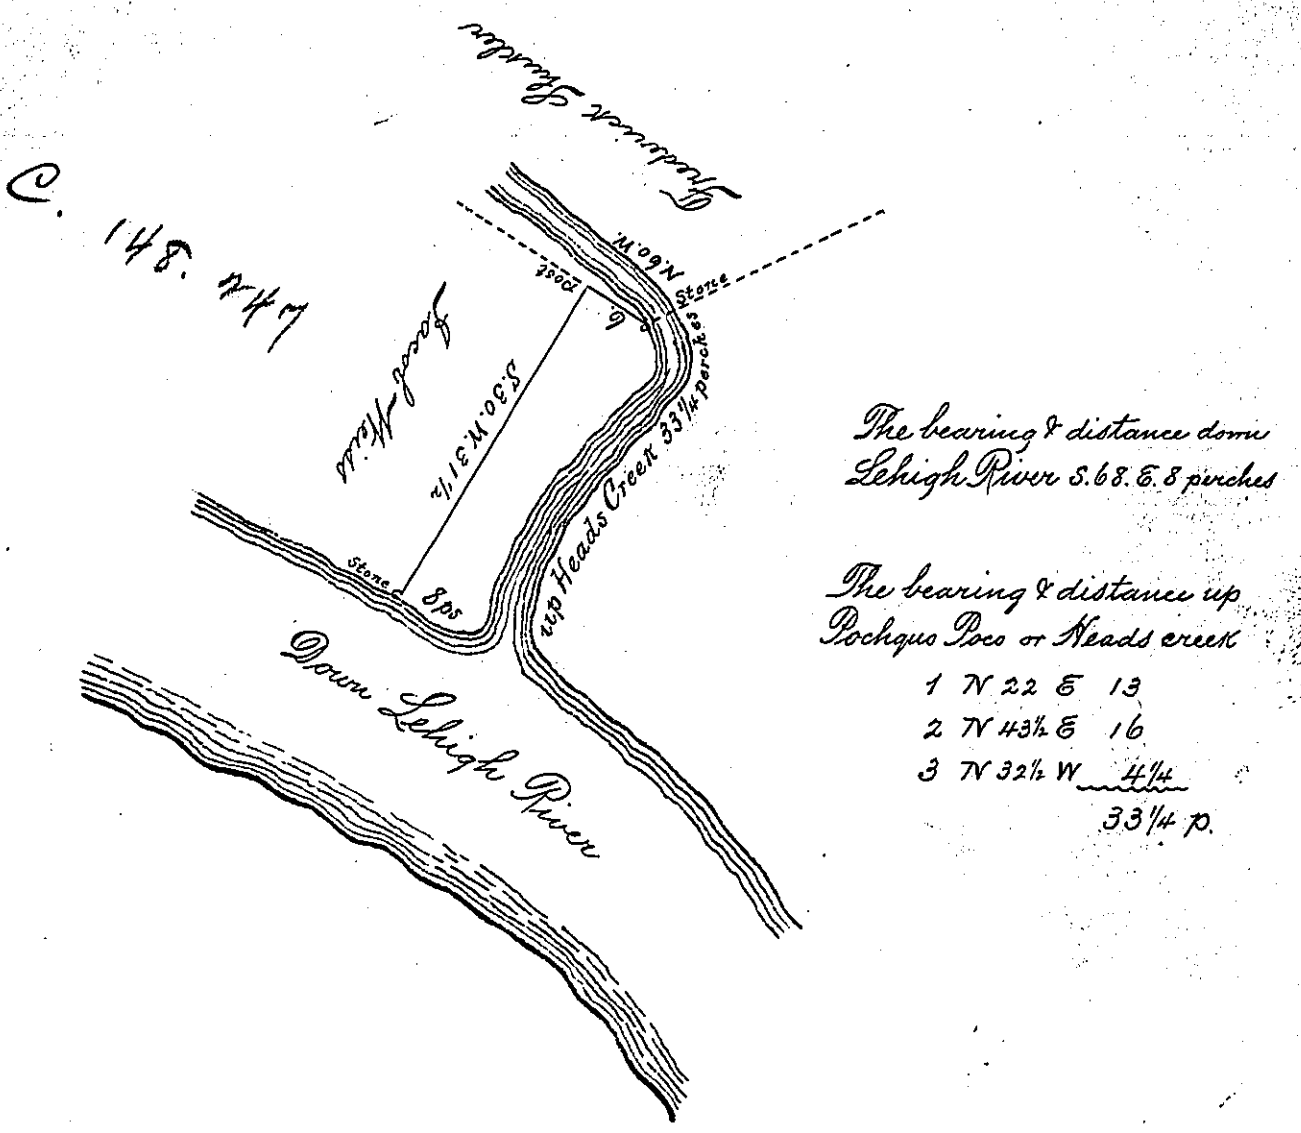 C. 148. 247
Frederick
N.60.W.
Stone
post
6.
Jacob Weiss
S.30.W.31½
up Heads Creek 33¼ perches
Stone
8 ps
Down Lehigh River
The bearing & distance down
Lehigh River S.68.E.8 perches
The bearing & distance up
Pochquo Poco or Heads creek
1 N 22 E 13
2 N 43½ E 16
3 N 32½ W 4¼
33¼ p.